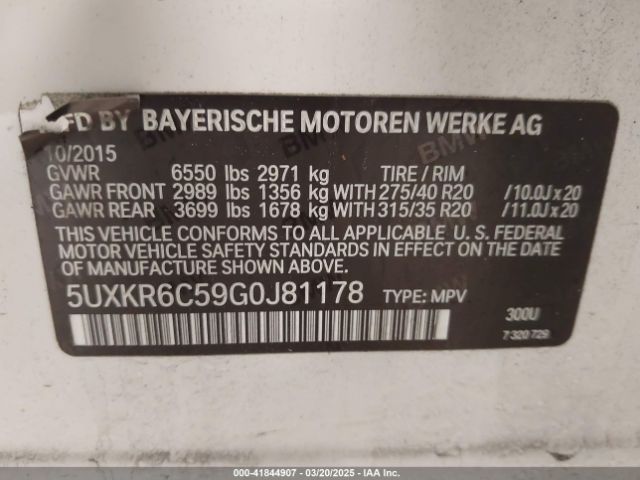 FD BY BAYERISCHE MOTOREN WERKE AG
10/2015
GVWR 6550 lbs 2971 kg TIRE / RIM
GAWR FRONT 2989 lbs 1356 kg WITH 275/40 R20 /10.0J x 20
GAWR REAR 3699 lbs 1678 kg WITH 315/35 R20 /11.0J x 20
THIS VEHICLE CONFORMS TO ALL APPLICABLE U. S. FEDERAL
MOTOR VEHICLE SAFETY STANDARDS IN EFFECT ON THE
DATE OF MANUFACTURE SHOWN ABOVE.
5UXKR6C59G0J81178 TYPE: MPV
300U
7 320 729
000-41844907 - 03/20/2025 - IAA Inc.